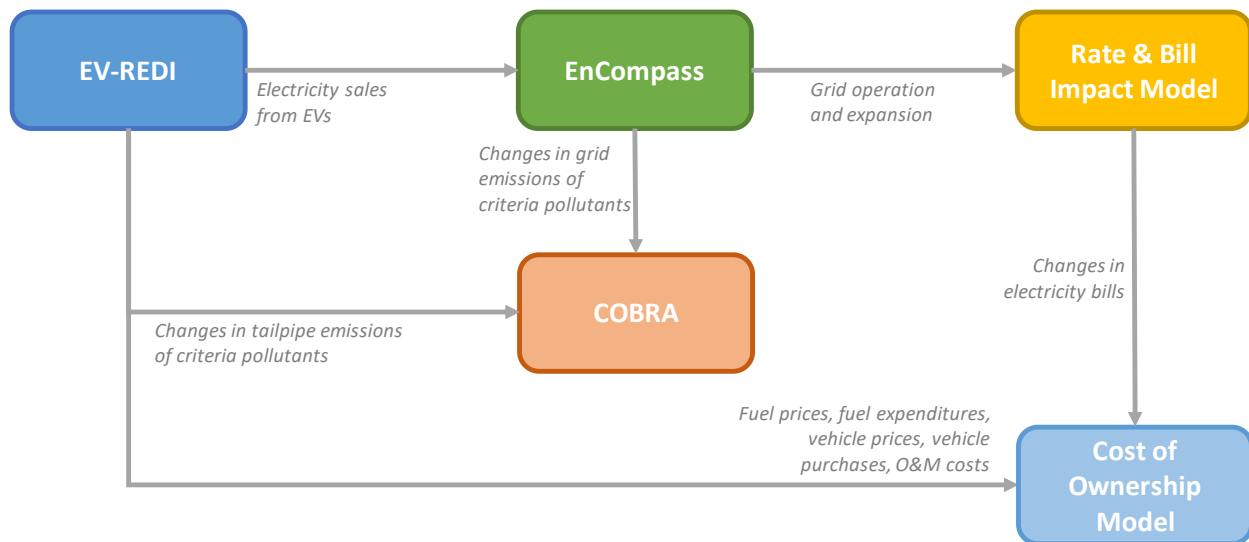 EV-REDI
Electricity sales
from EVs
EnCompass
Grid operation
and expansion
Rate & Bill
Impact Model
Changes in grid
emissions of
criteria pollutants
Changes in
electricity bills
COBRA
Changes in tailpipe emissions
of criteria pollutants
Fuel prices, fuel expenditures,
vehicle prices, vehicle
purchases, O&M costs
Cost of
Ownership
Model